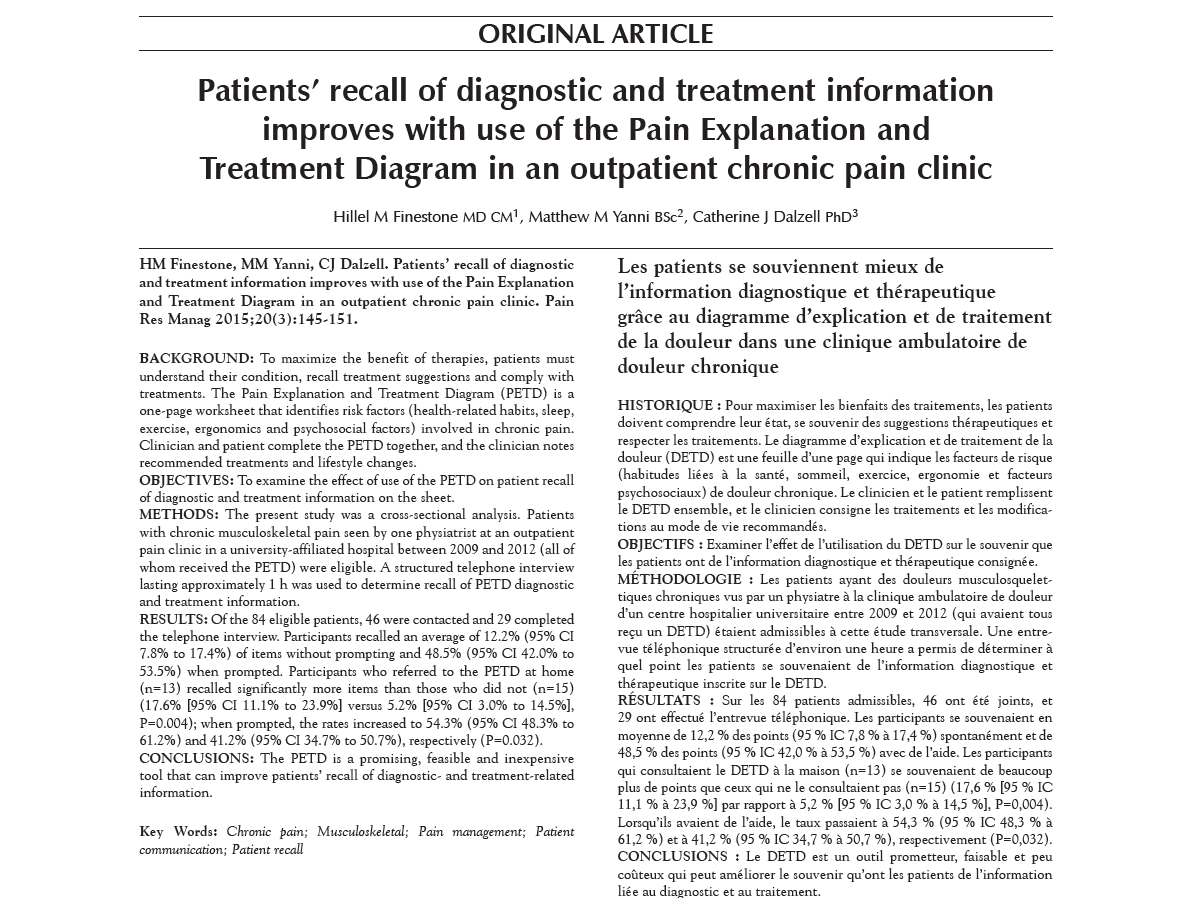 ORIGINAL ARTICLE
Patients' recall of diagnostic and treatment information
improves with use of the Pain Explanation and
Treatment Diagram in an outpatient chronic pain clinic
Hillel M Finestone MD CM1, Matthew M Yanni BSc2, Catherine J Dalzell PhD3
HM Finestone, MM Yanni, CJ Dalzell. Patients' recall of diagnostic
and treatment information improves with use of the Pain Explanation
and Treatment Diagram in an outpatient chronic pain clinic. Pain
Res Manag 2015;20(3):145-151.
BACKGROUND: To maximize the benefit of therapies, patients must
understand their condition, recall treatment suggestions and comply with
treatments. The Pain Explanation and Treatment Diagram (PETD) is a
one-page worksheet that identifies risk factors (health-related habits, sleep,
exercise, ergonomics and psychosocial factors) involved in chronic pain.
Clinician and patient complete the PETD together, and the clinician notes
recommended treatments and lifestyle changes.
OBJECTIVES: To examine the effect of use of the PETD on patient recall
of diagnostic and treatment information on the sheet.
METHODS: The present study was a cross-sectional analysis. Patients
with chronic musculoskeletal pain seen by one physiatrist at an outpatient
pain clinic in a university-affiliated hospital between 2009 and 2012 (all of
whom received the PETD) were eligible. A structured telephone interview
lasting approximately 1 h was used to determine recall of PETD diagnostic
and treatment information.
RESULTS: Of the 84 eligible patients, 46 were contacted and 29 completed
the telephone interview. Participants recalled an average of 12.2% (95% CI
7.8% to 17.4%) of items without prompting and 48.5% (95% CI 42.0% to
53.5%) when prompted. Participants who referred to the PETD at home
(n=13) recalled significantly more items than those who did not (n=15)
(17.6% [95% CI 11.1% to 23.9%] versus 5.2% [95% CI 3.0% to 14.5%],
P=0.004); when prompted, the rates increased to 54.3% (95% CI 48.3% to
61.2%) and 41.2% (95% CI 34.7% to 50.7%), respectively (P=0.032).
CONCLUSIONS: The PETD is a promising, feasible and inexpensive
tool that can improve patients' recall of diagnostic- and treatment-related
information.
Key Words: Chronic pain; Musculoskeletal; Pain management; Patient
communication; Patient recall
Les patients se souviennent mieux de
l'information diagnostique et thérapeutique
grâce au diagramme d'explication et de traitement
de la douleur dans une clinique ambulatoire de
douleur chronique
HISTORIQUE : Pour maximiser les bienfaits des traitements, les patients
doivent comprendre leur état, se souvenir des suggestions thérapeutiques et
respecter les traitements. Le diagramme d'explication et de traitement de la
douleur (DETD) est une feuille d'une page qui indique les facteurs de risque
(habitudes liées à la santé, sommeil, exercice, ergonomie et facteurs
psychosociaux) de douleur chronique. Le clinicien et le patient remplissent
le DETD ensemble, et le clinicien consigne les traitements et les modifica-
tions au mode de vie recommandés.
OBJECTIFS : Examiner l'effet de l'utilisation du DETD sur le souvenir que
les patients ont de l'information diagnostique et thérapeutique consignée.
MÉTHODOLOGIE : Les patients ayant des douleurs musculosquelet-
tiques chroniques vus par un physiatre à la clinique ambulatoire de douleur
d'un centre hospitalier universitaire entre 2009 et 2012 (qui avaient tous
reçu un DETD) étaient admissibles à cette étude transversale. Une entre-
vue téléphonique structurée d'environ une heure a permis de déterminer à
quel point les patients se souvenaient de l'information diagnostique et
thérapeutique inscrite sur le DETD.
RÉSULTATS : Sur les 84 patients admissibles, 46 ont été joints, et
29 ont effectué l'entrevue téléphonique. Les participants se souvenaient en
moyenne de 12,2 % des points (95 % IC 7,8 % à 17,4 %) spontanément et de
48,5 % des points (95 % IC 42,0 % à 53,5 %) avec de l'aide. Les participants
qui consultaient le DETD à la maison (n=13) se souvenaient de beaucoup
plus de points que ceux qui ne le consultaient pas (n=15) (17,6 % [95 % IC
11,1 % à 23,9 %] par rapport à 5,2 % [95 % IC 3,0 % à 14,5 %], P=0,004).
Lorsqu'ils avaient de l'aide, le taux passaient à 54,3 % (95 % IC 48,3 % à
61,2 %) et à 41,2 % (95 % IC 34,7 % à 50,7 %), respectivement (P=0,032).
CONCLUSIONS : Le DETD est un outil prometteur, faisable et peu
coûteux qui peut améliorer le souvenir qu'ont les patients de l'information
liée au diagnostic et au traitement.